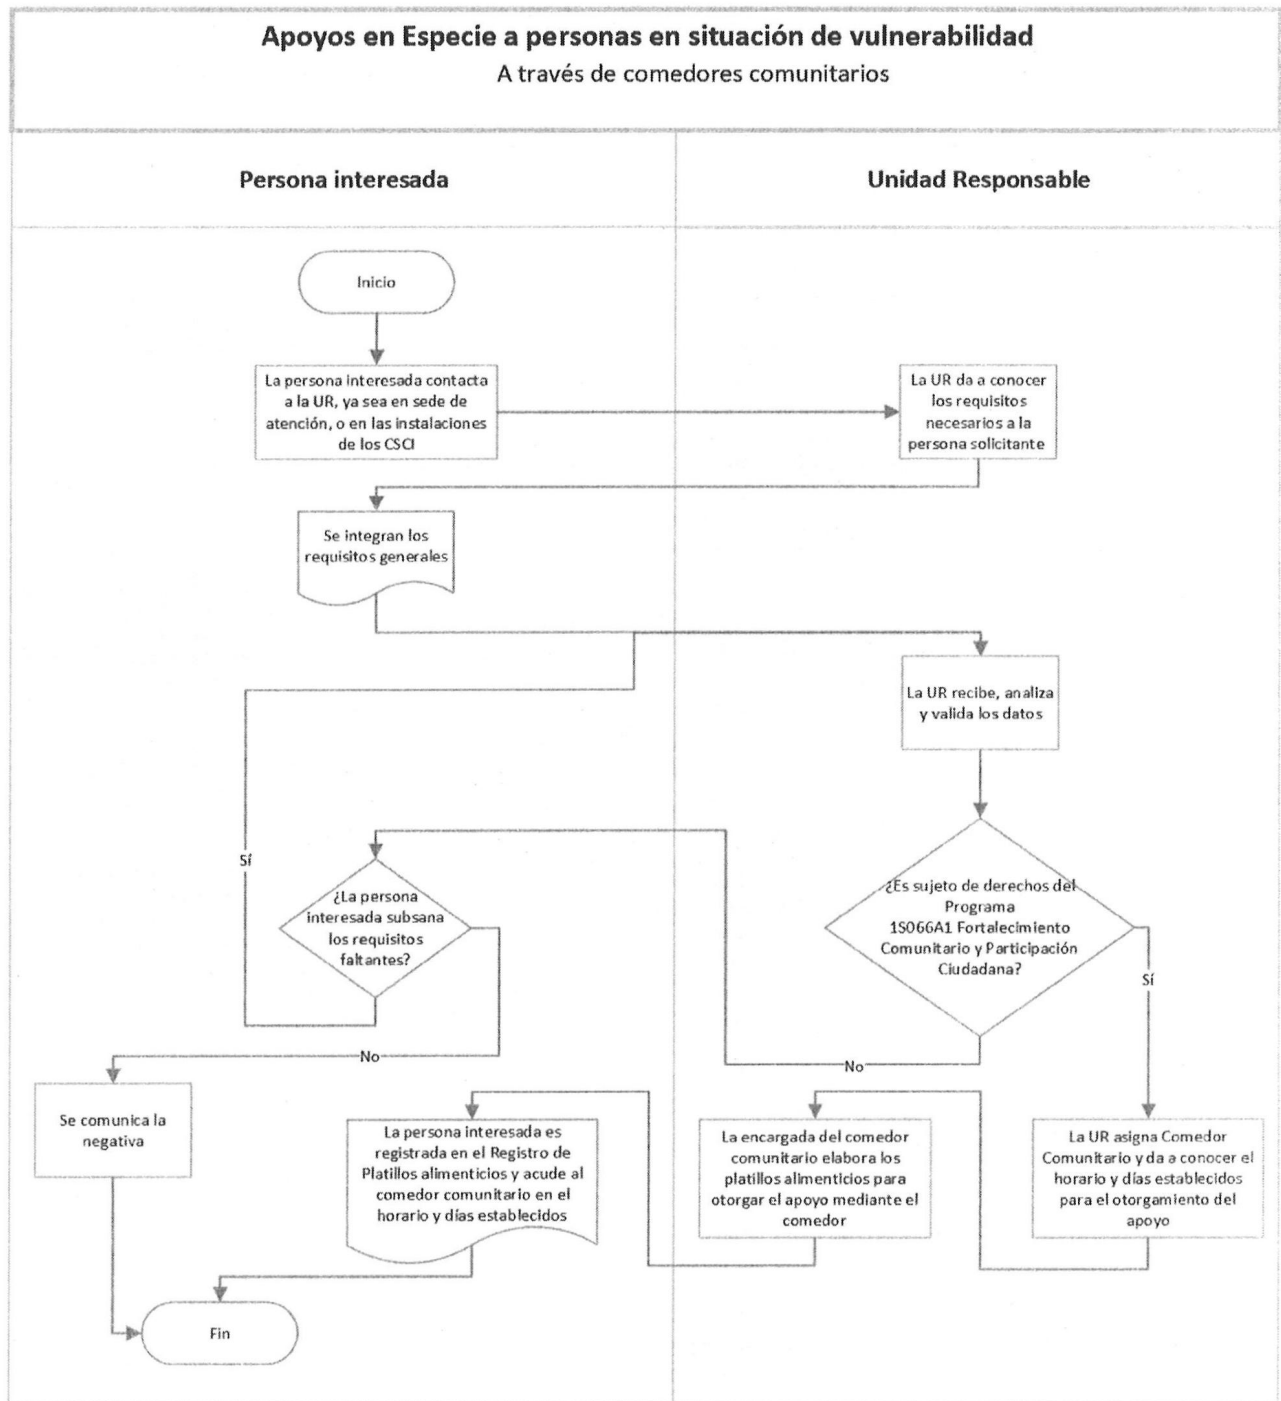 Apoyos en Especie a personas en situación de vulnerabilidad
A través de comedores comunitarios
Persona interesada
Unidad Responsable
Inicio
La persona interesada contacta
a la UR, ya sea en sede de
atención, o en las instalaciones
de los CSCI
La UR da a conocer
los requisitos
necesarios a la
persona solicitante
Se integran los
requisitos generales
La UR recibe, analiza
y valida los datos
¿Es sujeto de derechos del
Programa
1S066A1 Fortalecimiento
Comunitario y Participación
Ciudadana?
Sí
¿La persona
interesada subsana
los requisitos
faltantes?
Sí
No
No
Se comunica la
negativa
La persona interesada es
registrada en el Registro de
Platillos alimenticios y acude al
comedor comunitario en el
horario y días establecidos
La encargada del comedor
comunitario elabora los
platillos alimenticios para
otorgar el apoyo mediante el
comedor
La UR asigna Comedor
Comunitario y da a conocer el
horario y días establecidos
para el otorgamiento del
apoyo
Fin